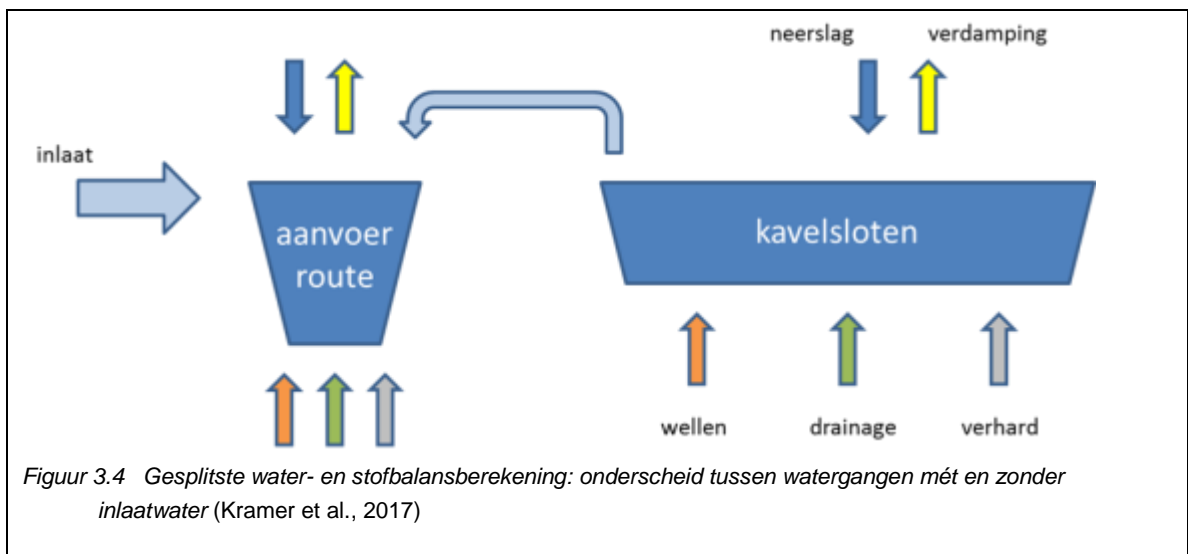 neerslag verdamping
inlaat
aanvoer
route
kavelsloten
wellen drainage verhard
Figuur 3.4 Gesplitste water- en stofbalansberekening: onderscheid tussen watergangen mét en zonder
inlaatwater (Kramer et al., 2017)